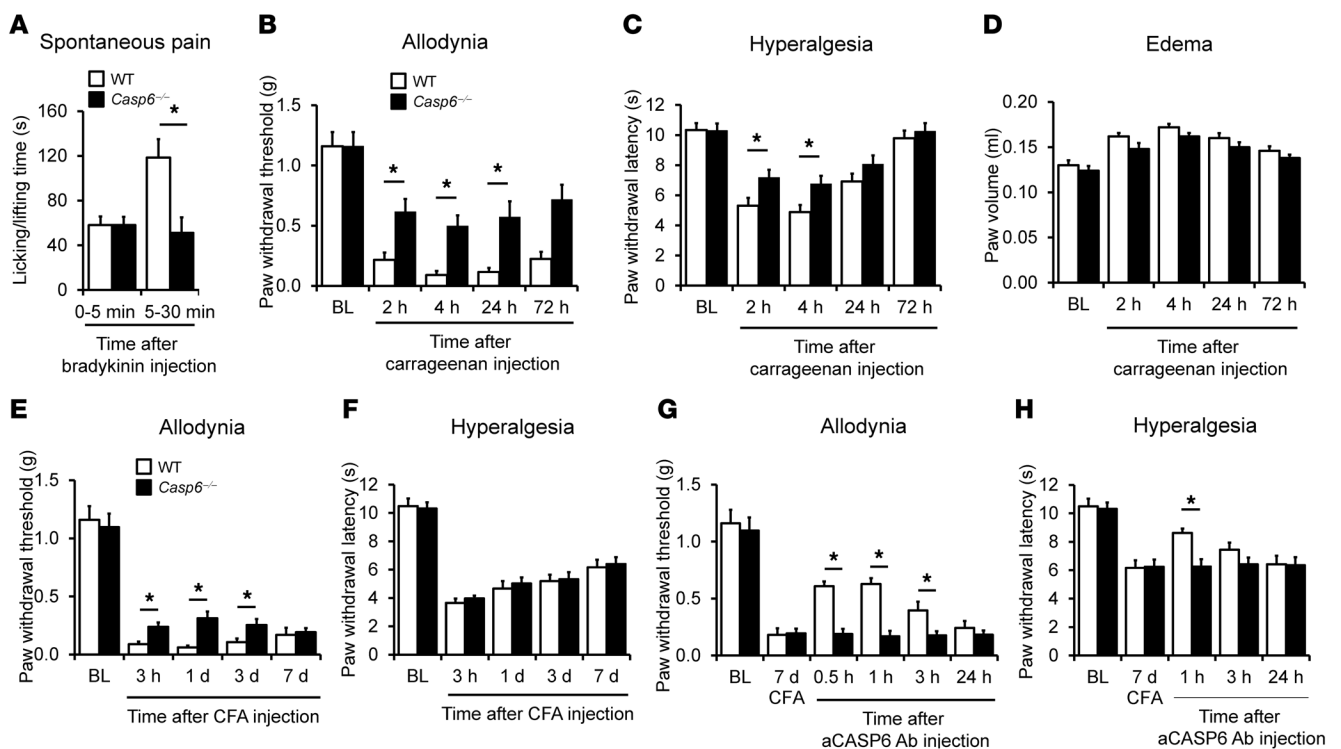 A
Spontaneous pain
WT
Casp6⁻/⁻
Licking/lifting time (s)
160
120
80
40
0
*
0-5 min 5-30 min
Time after
bradykinin injection
B
Allodynia
WT
Casp6⁻/⁻
Paw withdrawal threshold (g)
1.5
1.0
0.5
0.0
* * *
BL 2 h 4 h 24 h 72 h
Time after
carrageenan injection
C
Hyperalgesia
Paw withdrawal latency (s)
12
10
8
6
4
2
0
* *
BL 2 h 4 h 24 h 72 h
Time after
carrageenan injection
D
Edema
Paw volume (ml)
0.20
0.15
0.10
0.05
0.00
BL 2 h 4 h 24 h 72 h
Time after
carrageenan injection
E
Allodynia
WT
Casp6⁻/⁻
Paw withdrawal threshold (g)
1.5
1.0
0.5
0.0
* * *
BL 3 h 1 d 3 d 7 d
Time after CFA injection
F
Hyperalgesia
Paw withdrawal latency (s)
12
10
8
6
4
2
0
BL 3 h 1 d 3 d 7 d
Time after CFA injection
G
Allodynia
Paw withdrawal threshold (g)
1.5
1.0
0.5
0.0
* * *
BL 7 d 0.5 h 1 h 3 h 24 h
CFA
Time after
aCASP6 Ab injection
H
Hyperalgesia
Paw withdrawal latency (s)
12
10
8
6
4
2
0
*
BL 7 d 1 h 3 h 24 h
CFA
Time after
aCASP6 Ab injection